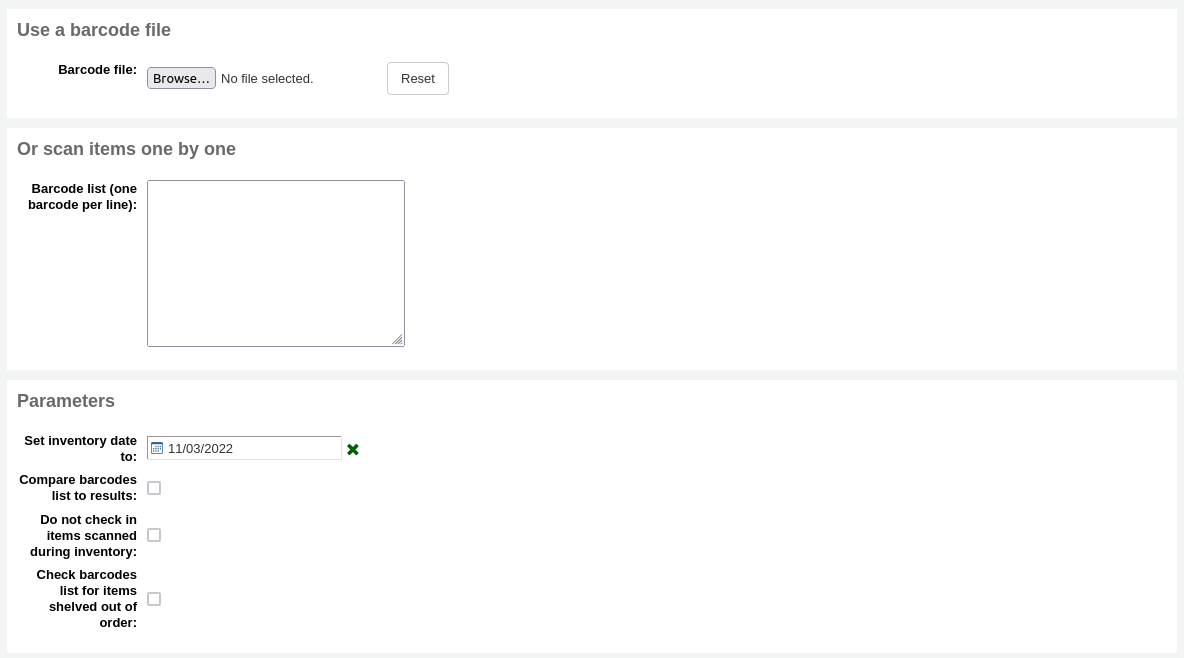 Use a barcode file
Barcode file:
Browse...
No file selected.
Reset
Or scan items one by one
Barcode list (one
barcode per line):
Parameters
Set inventory date
to:
11/03/2022
Compare barcodes
list to results:
Do not check in
items scanned
during inventory:
Check barcodes
list for items
shelved out of
order: